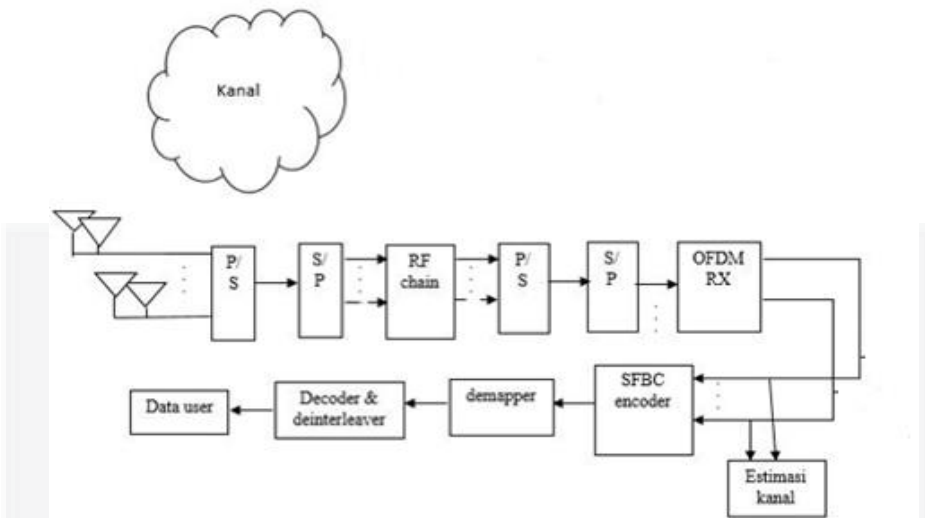 Kanal
P/
S
S/
P
RF
chain
P/
S
S/
P
OFDM
RX
SFBC
encoder
demapper
Decoder &
deinterleaver
Data user
Estimasi
kanal